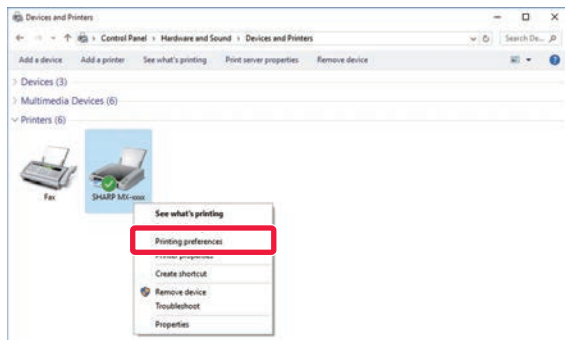 Devices and Printers
Control Panel › Hardware and Sound › Devices and Printers
Search De...
Add a device Add a printer See what's printing Print server properties Remove device
Devices (3)
Multimedia Devices (6)
Printers (6)
Fax
SHARP MX-xxxx
See what's printing
Printing preferences
Printer properties
Create shortcut
Remove device
Troubleshoot
Properties